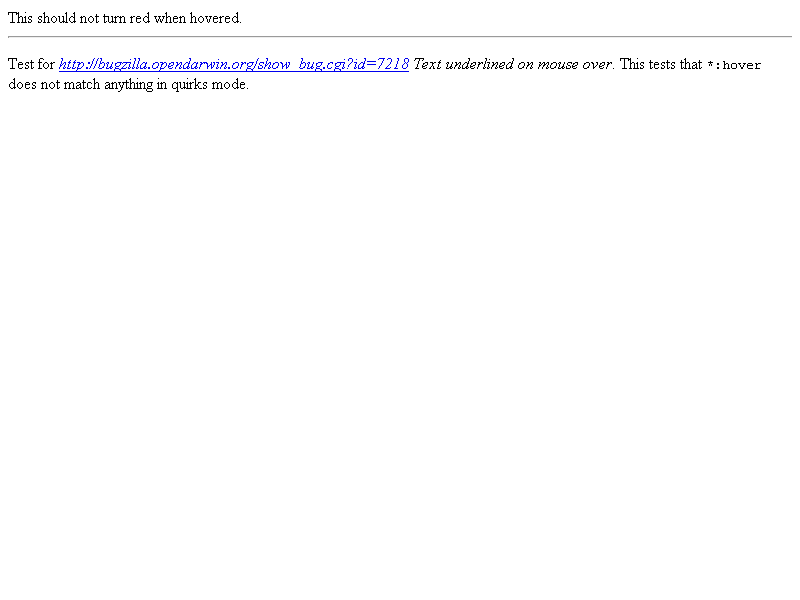 This should not turn red when hovered.
Test for http://bugzilla.opendarwin.org/show_bug.cgi?id=7218 Text underlined on mouse over. This tests that *:hover
does not match anything in quirks mode.